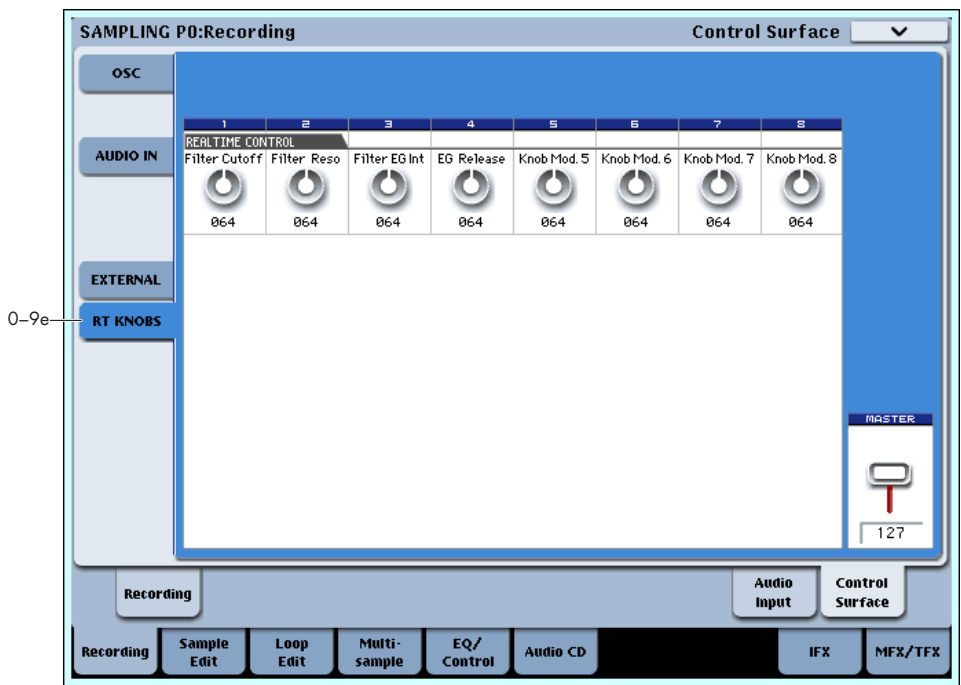 SAMPLING P0:Recording
Control Surface
OSC
AUDIO IN
EXTERNAL
0–9e
RT KNOBS
1 2 3 4 5 6 7 8
REALTIME CONTROL
Filter Cutoff Filter Reso Filter EG Int EG Release Knob Mod. 5 Knob Mod. 6 Knob Mod. 7 Knob Mod. 8
064 064 064 064 064 064 064 064
MASTER
127
Recording
Audio Input
Control Surface
Recording
Sample Edit
Loop Edit
Multi-sample
EQ/Control
Audio CD
IFX
MFX/TFX